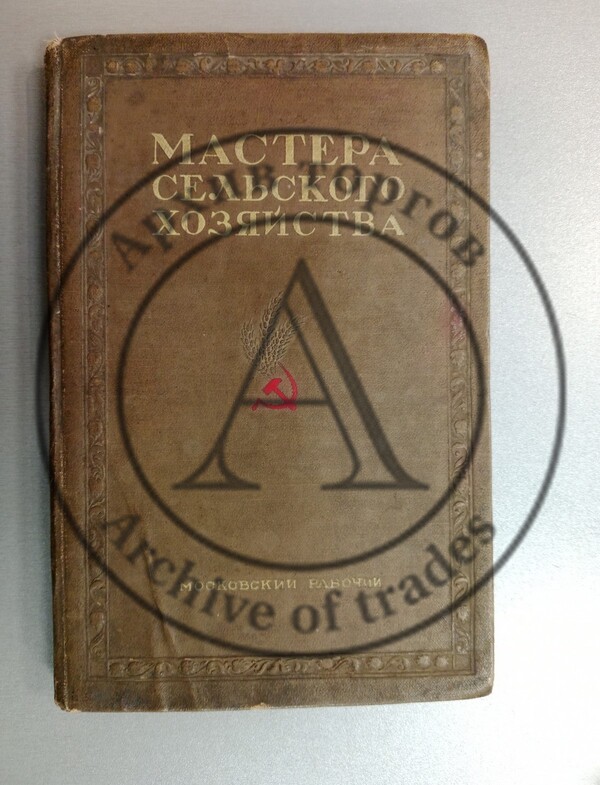 МАСТЕРА
СЕЛЬСКОГО
ХОЗЯЙСТВА
Архив торгов
А
Archive of trades
МОСКОВСКИЙ РАБОЧИЙ